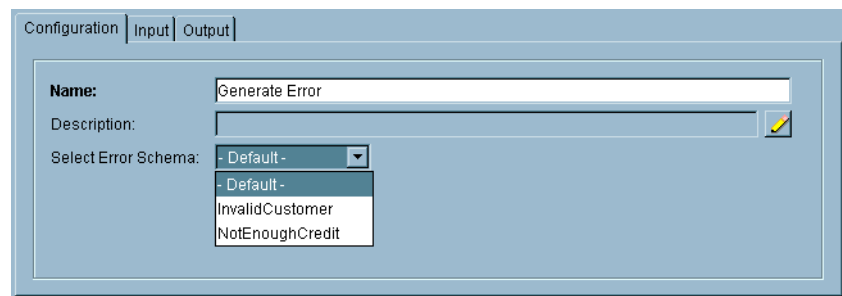 Configuration Input Output
Name: Generate Error
Description:
Select Error Schema: - Default -
- Default -
InvalidCustomer
NotEnoughCredit